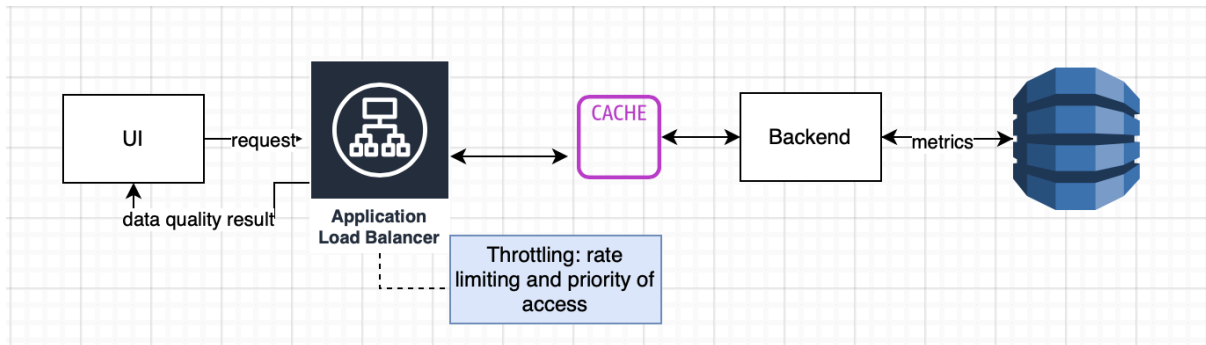 UI
request
data quality result
Application
Load Balancer
Throttling: rate
limiting and priority of
access
CACHE
Backend
metrics